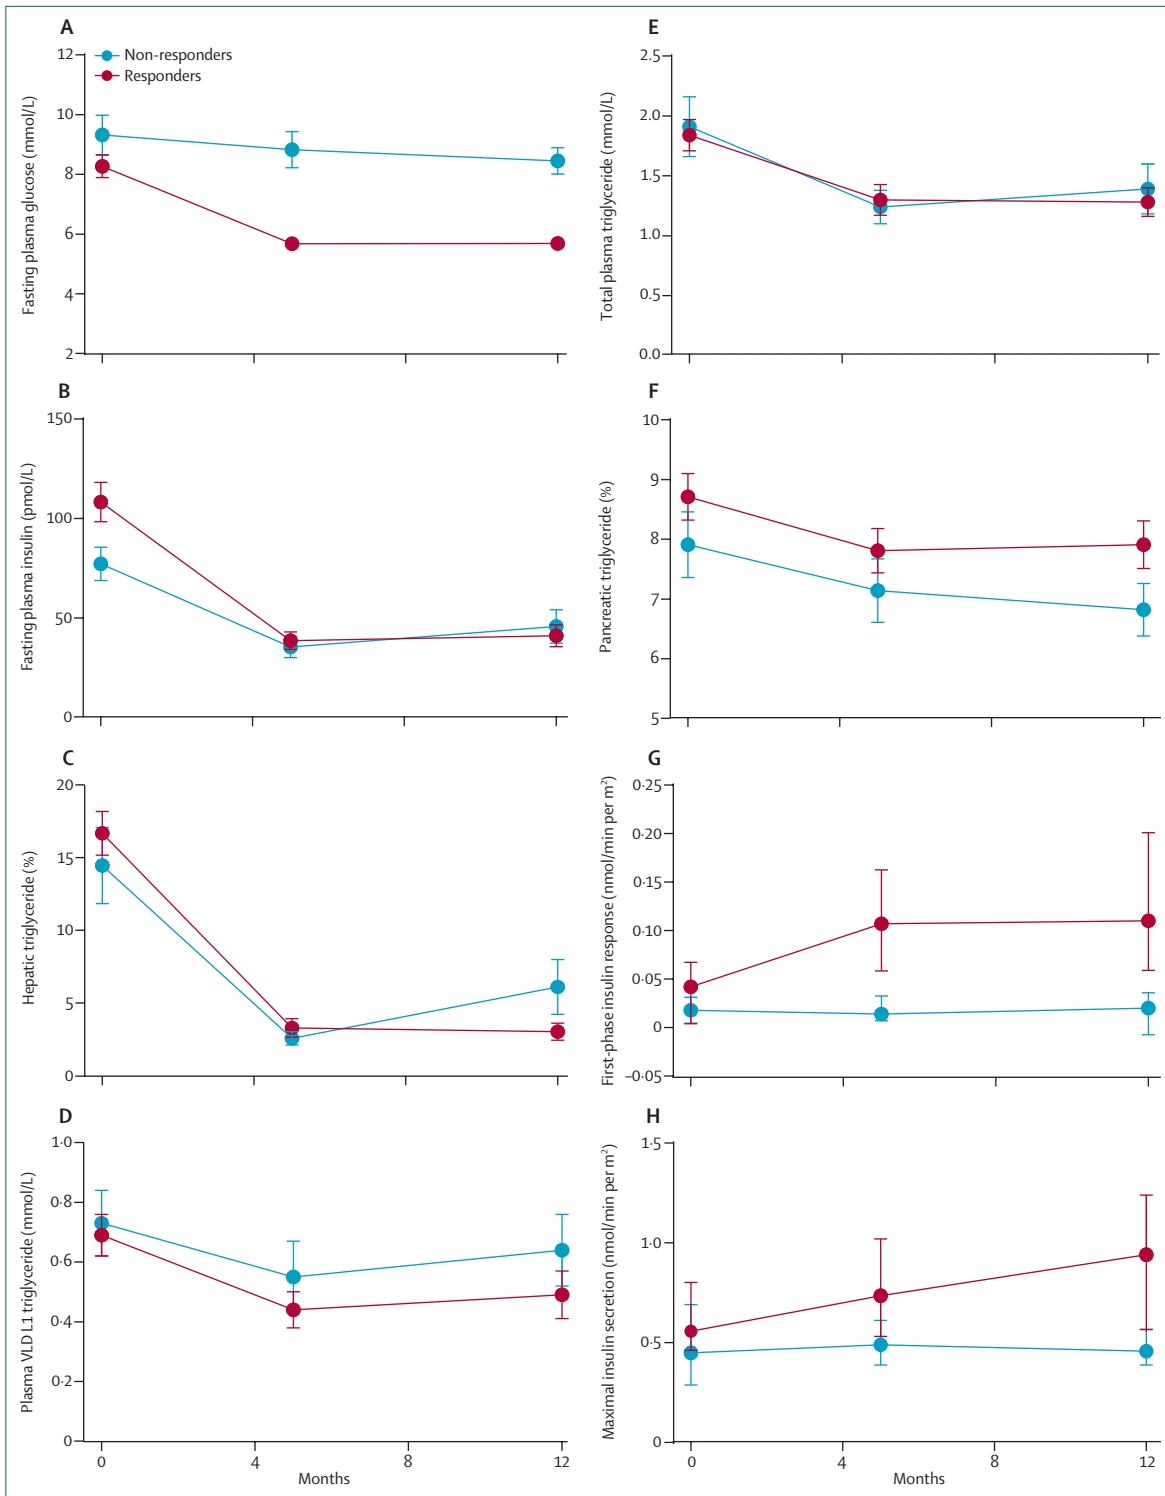 A
Non-responders
Responders
Fasting plasma glucose (mmol/L)
12
10
8
6
4
2
B
Fasting plasma insulin (pmol/L)
150
100
50
0
C
Hepatic triglyceride (%)
20
15
10
5
0
D
Plasma VLD L1 triglyceride (mmol/L)
1·0
0·8
0·6
0·4
0·2
0
0
4
8
12
Months
E
Total plasma triglyceride (mmol/L)
2.5
2.0
1.5
1.0
0.5
0.0
F
Pancreatic triglyceride (%)
10
9
8
7
6
5
G
First-phase insulin response (nmol/min per m²)
0·25
0·20
0·15
0·10
0·05
0
–0·05
H
Maximal insulin secretion (nmol/min per m²)
1·5
1·0
0·5
0
0
4
8
12
Months